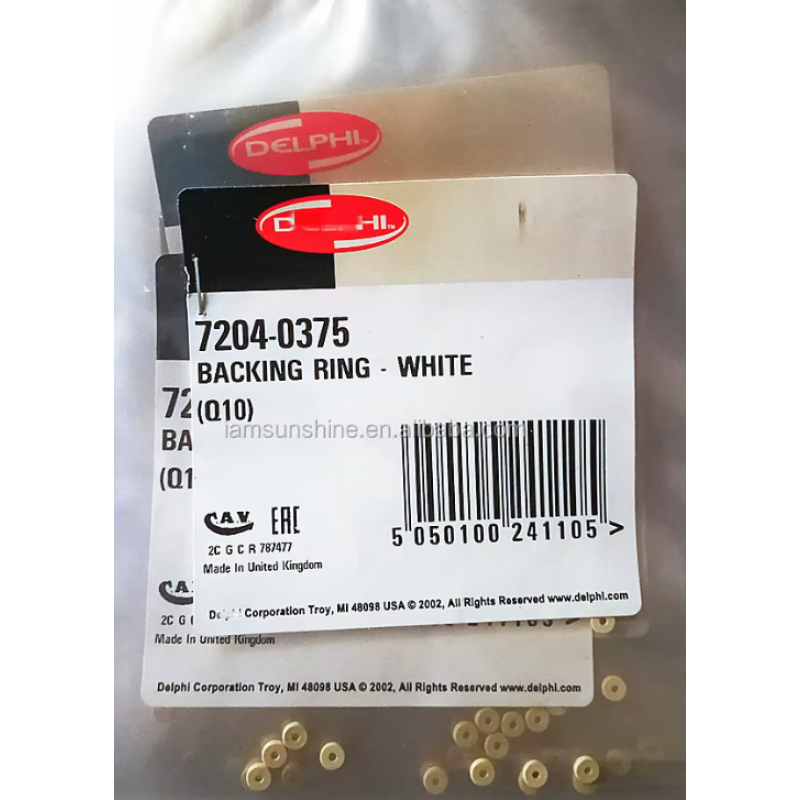 DELPHI
7204-0375
BACKING RING - WHITE
(Q10)
iamsunshine.en.alibaba.com
C.A.V. EAC
2C G C R 787477
Made In United Kingdom
5 050100 241105 >
Delphi Corporation Troy, MI 48098 USA © 2002, All Rights Reserved www.delphi.com
72
BA
(Q1
C.A
2C G
Made In United Kingdom
Delphi Corporation Troy, MI 48098 USA © 2002, All Rights Reserved www.delphi.com